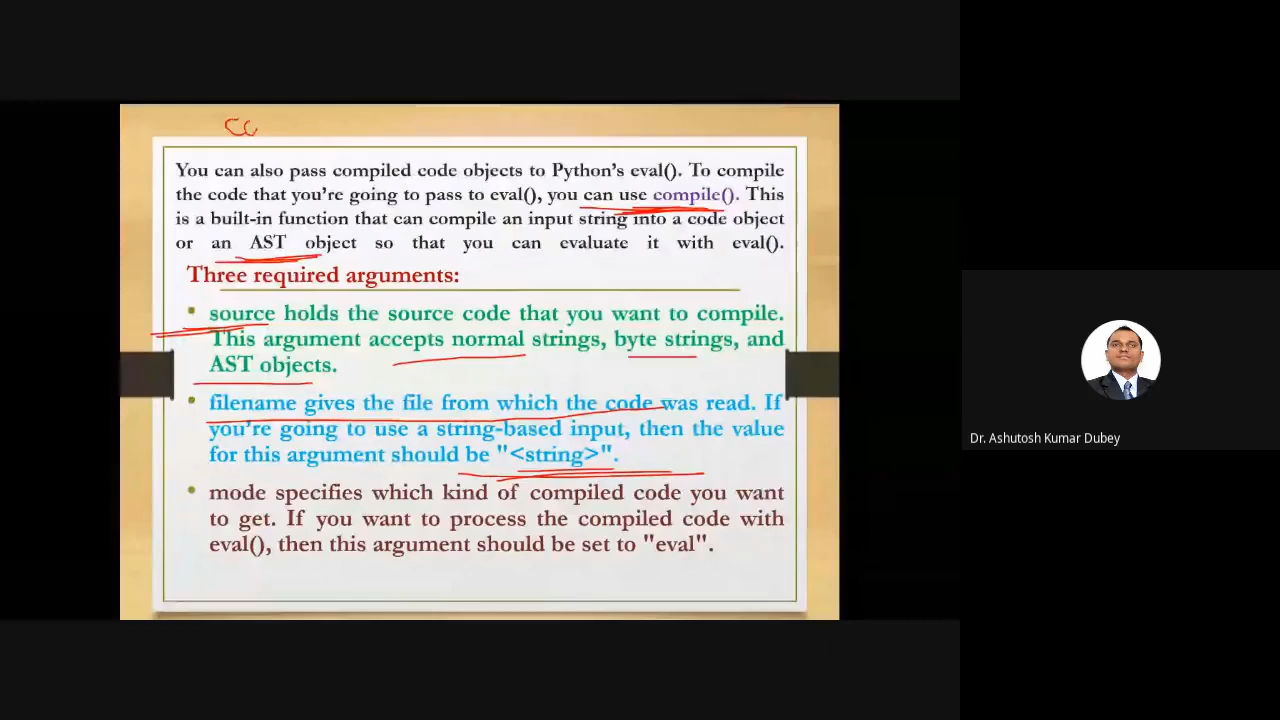 You can also pass compiled code objects to Python's eval(). To compile
the code that you're going to pass to eval(), you can use compile(). This
is a built-in function that can compile an input string into a code object
or an AST object so that you can evaluate it with eval().
Three required arguments:
source holds the source code that you want to compile.
This argument accepts normal strings, byte strings, and
AST objects.
filename gives the file from which the code was read. If
you're going to use a string-based input, then the value
for this argument should be "<string>".
mode specifies which kind of compiled code you want
to get. If you want to process the compiled code with
eval(), then this argument should be set to "eval".
Dr. Ashutosh Kumar Dubey